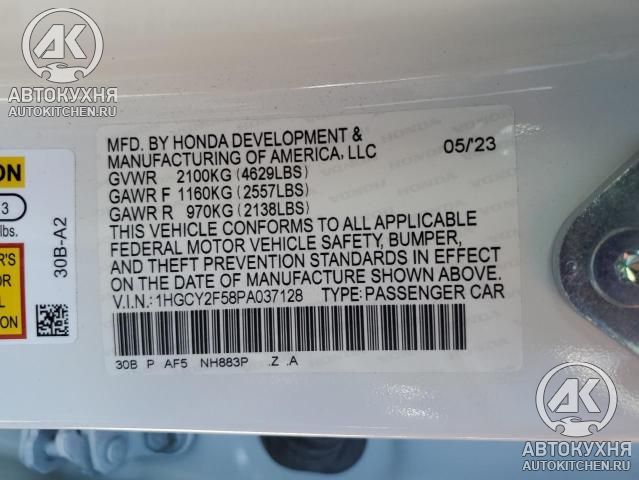 АК
АВТОКУХНЯ
AUTOKITCHEN.RU
ON
3
lbs.
R'S
30B-A2
MFD. BY HONDA DEVELOPMENT &
MANUFACTURING OF AMERICA, LLC 05/23
GVWR 2100KG (4629LBS)
GAWR F 1160KG (2557LBS)
GAWR R 970KG (2138LBS)
THIS VEHICLE CONFORMS TO ALL APPLICABLE
FEDERAL MOTOR VEHICLE SAFETY, BUMPER,
AND THEFT PREVENTION STANDARDS IN EFFECT
ON THE DATE OF MANUFACTURE SHOWN ABOVE.
V.I.N.: 1HGCY2F58PA037128 TYPE: PASSENGER CAR
30B P AF5 NH883P .Z .A
АК
АВТОКУХНЯ
AUTOKITCHEN.RU